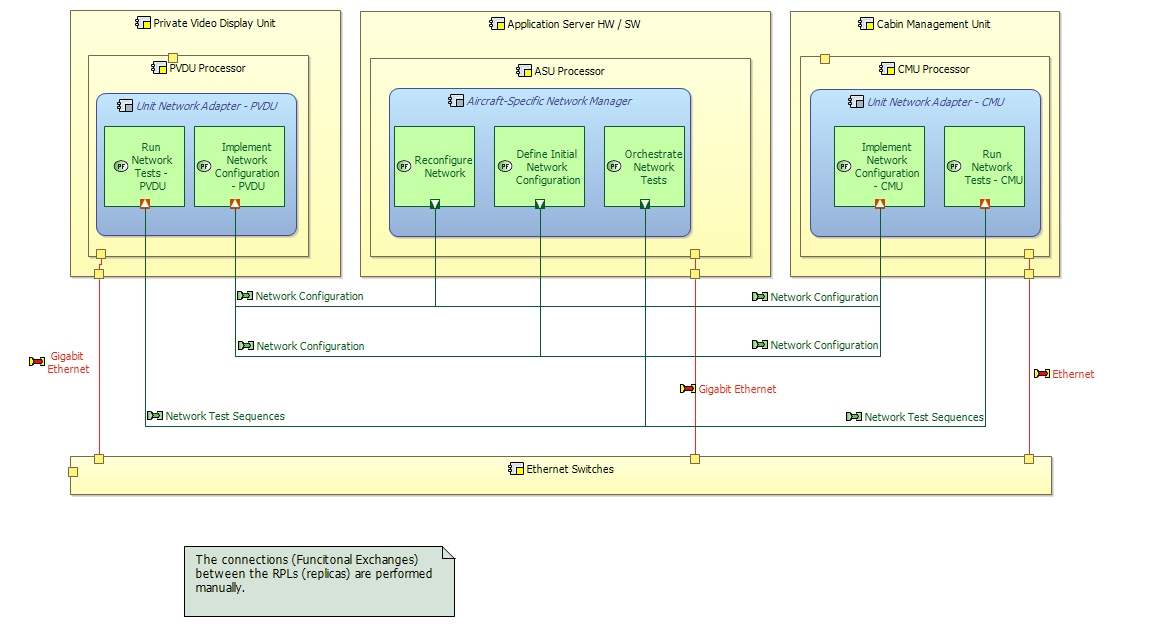 Private Video Display Unit
Application Server HW / SW
Cabin Management Unit
PVDU Processor
ASU Processor
CMU Processor
Unit Network Adapter - PVDU
Aircraft-Specific Network Manager
Unit Network Adapter - CMU
PF
Run
Network
Tests -
PVDU
PF
Implement
Network
Configuration
- PVDU
PF
Reconfigure
Network
PF
Define Initial
Network
Configuration
PF
Orchestrate
Network
Tests
PF
Implement
Network
Configuration
- CMU
PF
Run
Network
Tests - CMU
Network Configuration
Network Configuration
Network Configuration
Network Configuration
Gigabit
Ethernet
Gigabit Ethernet
Ethernet
Network Test Sequences
Network Test Sequences
Ethernet Switches
The connections (Funcitonal Exchanges)
between the RPLs (replicas) are performed
manually.